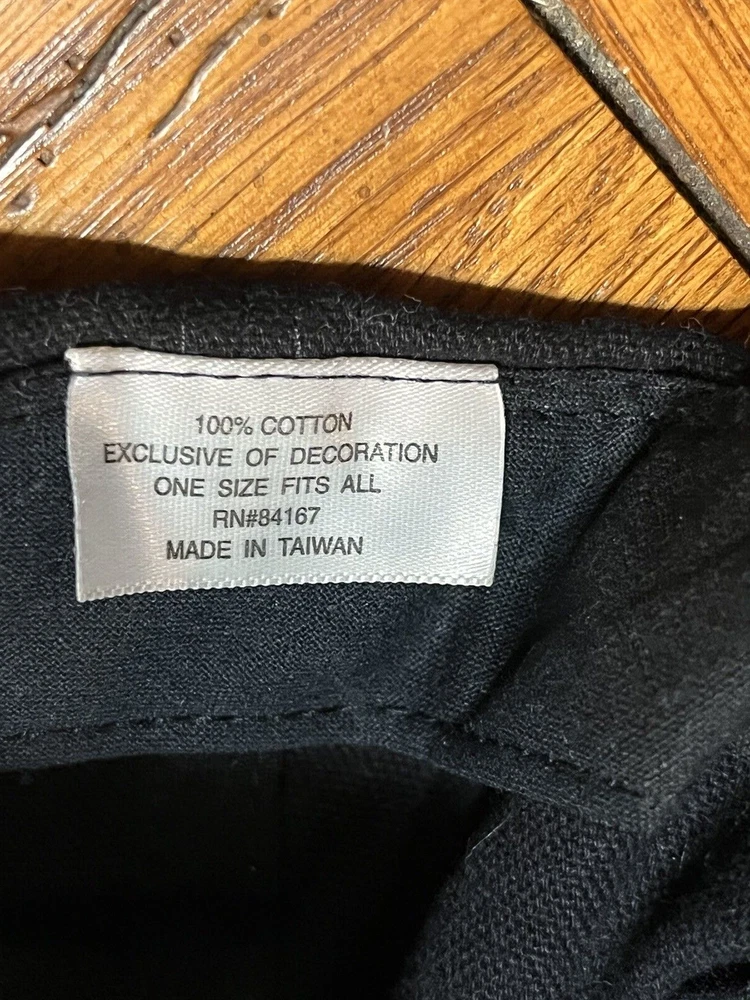 100% COTTON
EXCLUSIVE OF DECORATION
ONE SIZE FITS ALL
RN#84167
MADE IN TAIWAN